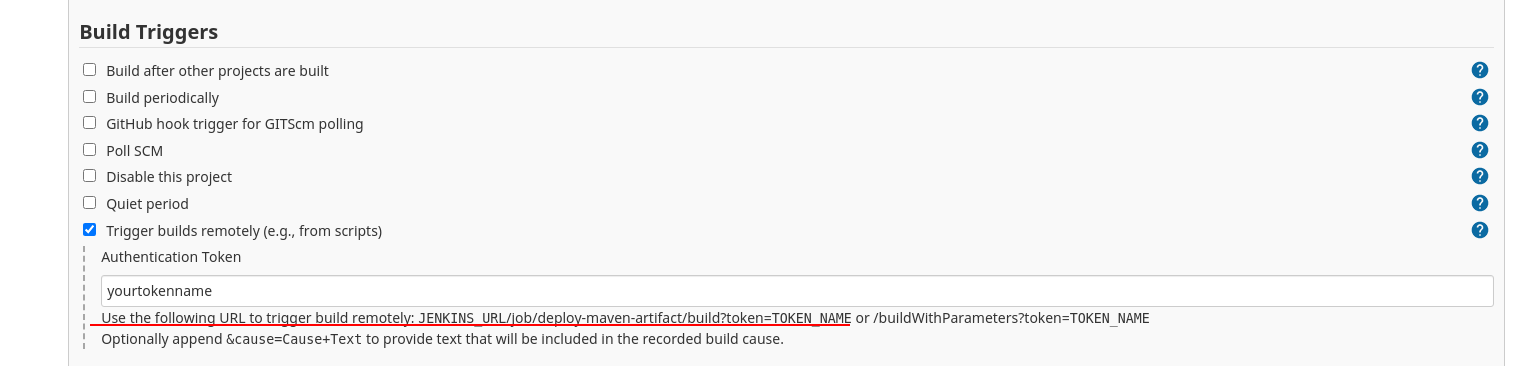 Build Triggers
Build after other projects are built
Build periodically
GitHub hook trigger for GITScm polling
Poll SCM
Disable this project
Quiet period
Trigger builds remotely (e.g., from scripts)
Authentication Token
yourtokenname
Use the following URL to trigger build remotely: JENKINS_URL/job/deploy-maven-artifact/build?token=TOKEN_NAME or /buildWithParameters?token=TOKEN_NAME
Optionally append &cause=Cause+Text to provide text that will be included in the recorded build cause.